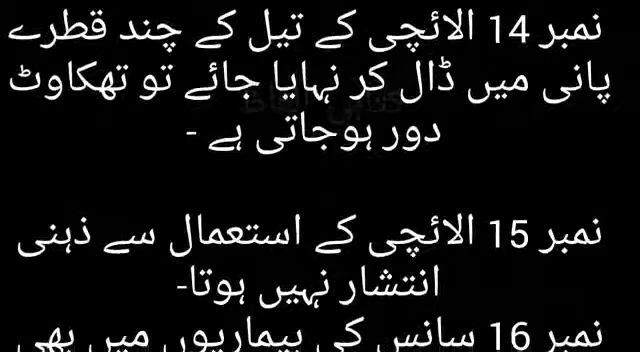 نمبر 14 الائچی کے تیل کے چند قطرے
پانی میں ڈال کر نہایا جائے تو تھکاوٹ
دور ہوجاتی ہے -
نمبر 15 الائچی کے استعمال سے ذہنی
انتشار نہیں ہوتا-
نمبر 16 سانس کی بیماریوں میں بھی